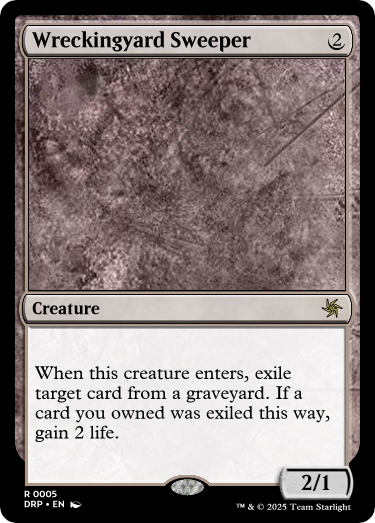 Wreckingyard Sweeper 2
Creature
When this creature enters, exile
target card from a graveyard. If a
card you owned was exiled this way,
gain 2 life.
2/1
R 0005
DRP • EN
™ & © 2025 Team Starlight